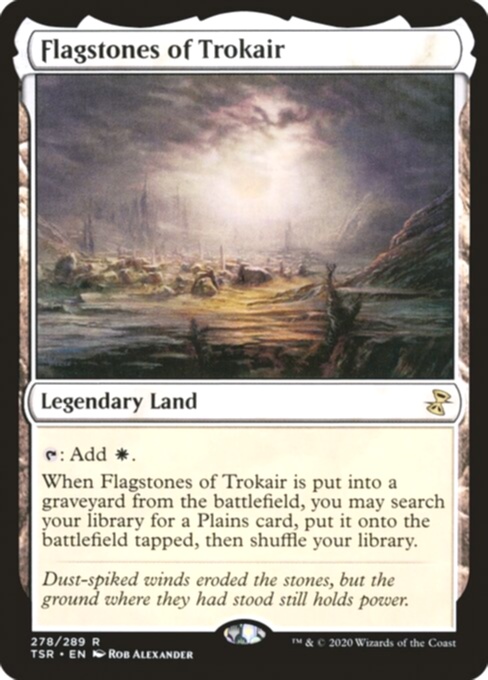 Flagstones of Trokair
Legendary Land
: Add .
When Flagstones of Trokair is put into a
graveyard from the battlefield, you may search
your library for a Plains card, put it onto the
battlefield tapped, then shuffle your library.
Dust-spiked winds eroded the stones, but the
ground where they had stood still holds power.
278/289 R
TSR • EN Rob Alexander
™ & © 2020 Wizards of the Coast